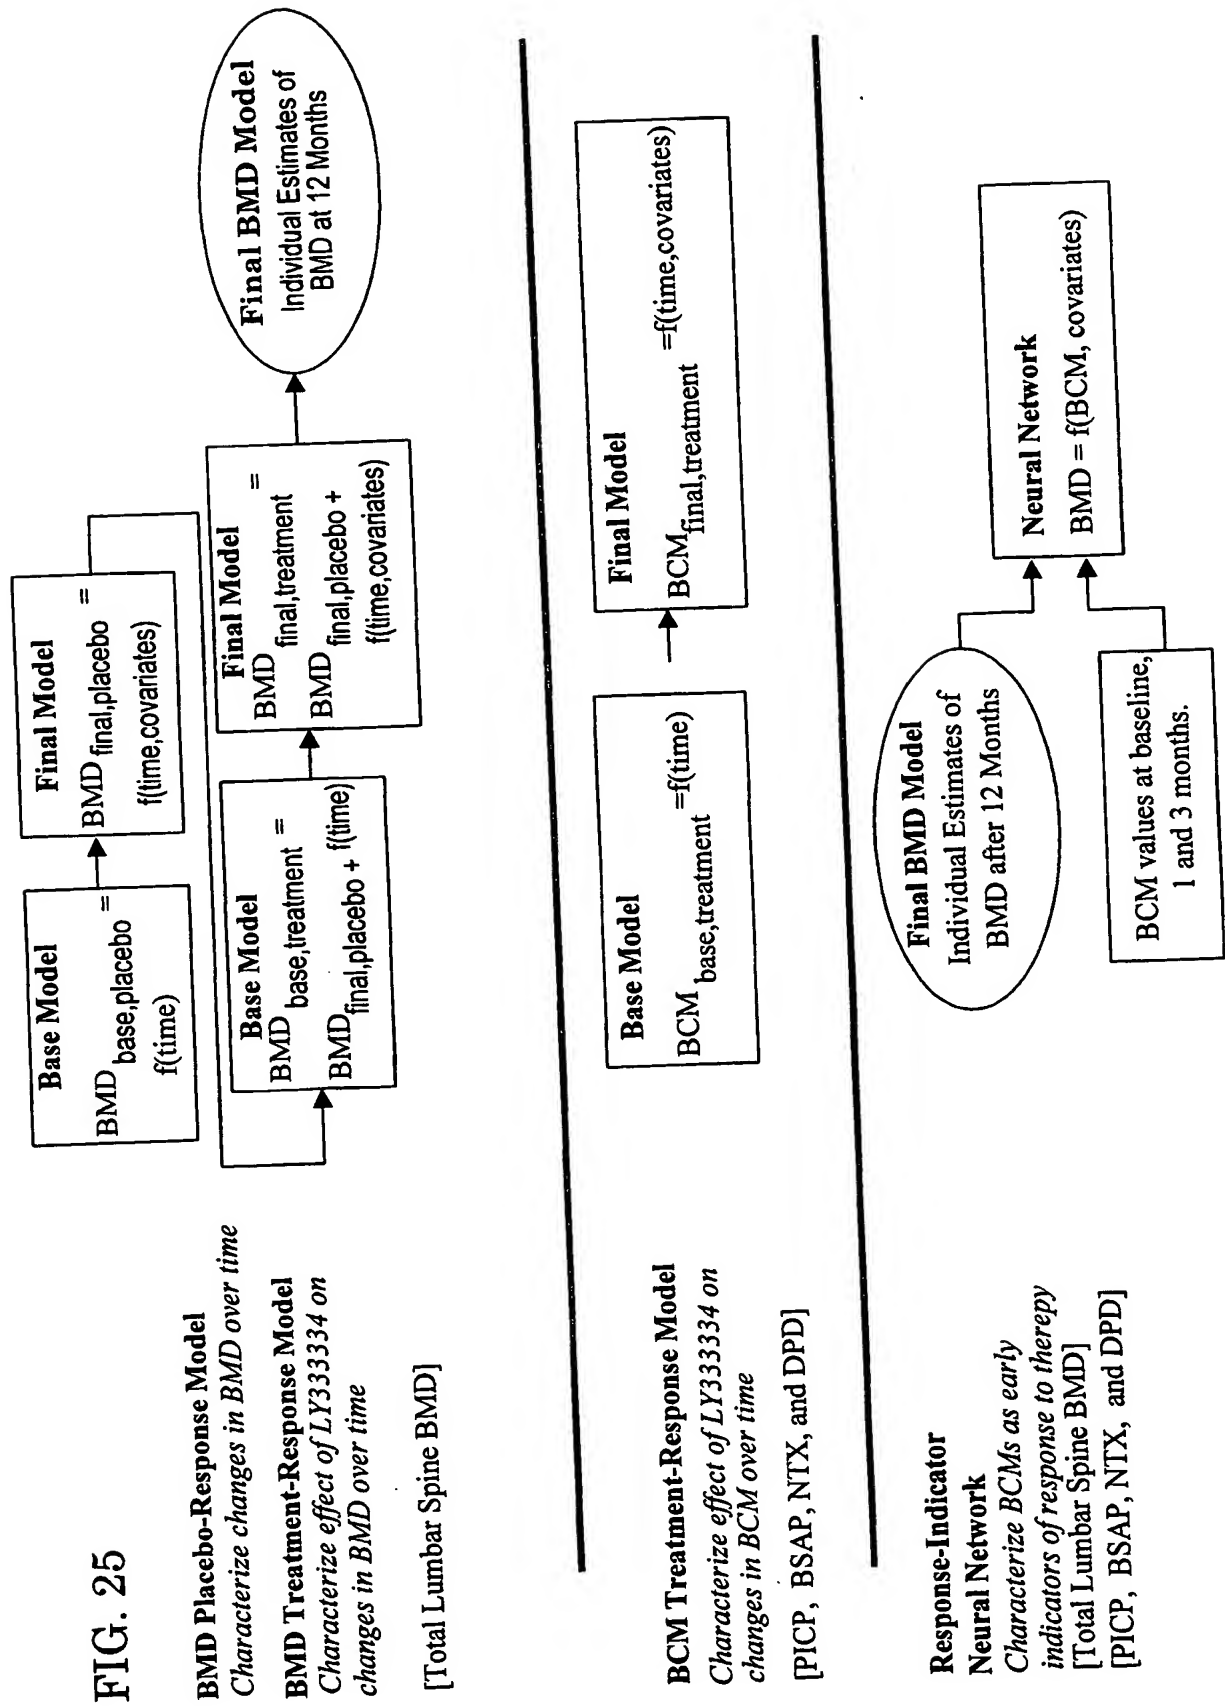 FIG. 25
BMD Placebo-Response Model
Characterize changes in BMD over time
BMD Treatment-Response Model
Characterize effect of LY333334 on
changes in BMD over time
[Total Lumbar Spine BMD]
Base Model
BMD base,placebo =
f(time)
Final Model
BMD final,placebo =
f(time,covariates)
Base Model
BMD base,treatment =
BMD final,placebo + f(time)
Final Model
BMD final,treatment =
BMD final,placebo +
f(time,covariates)
Final BMD Model
Individual Estimates of
BMD at 12 Months
BCM Treatment-Response Model
Characterize effect of LY333334 on
changes in BCM over time
[PICP, BSAP, NTX, and DPD]
Base Model
BCM base,treatment =f(time)
Final Model
BCM final,treatment =f(time,covariates)
Response-Indicator
Neural Network
Characterize BCMs as early
indicators of response to therepy
[Total Lumbar Spine BMD]
[PICP, BSAP, NTX, and DPD]
Final BMD Model
Individual Estimates of
BMD after 12 Months
BCM values at baseline,
1 and 3 months.
Neural Network
BMD = f(BCM, covariates)